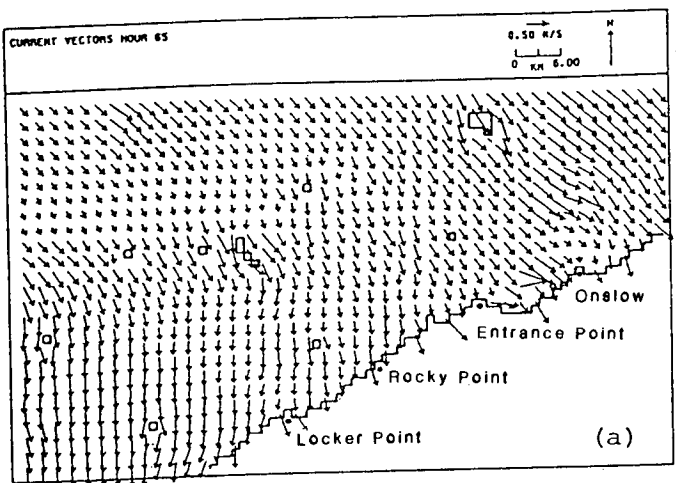 CURRENT VECTORS HOUR 65
0.50 M/S
N
0 KM 6.00
Onslow
Entrance Point
Rocky Point
Locker Point
(a)